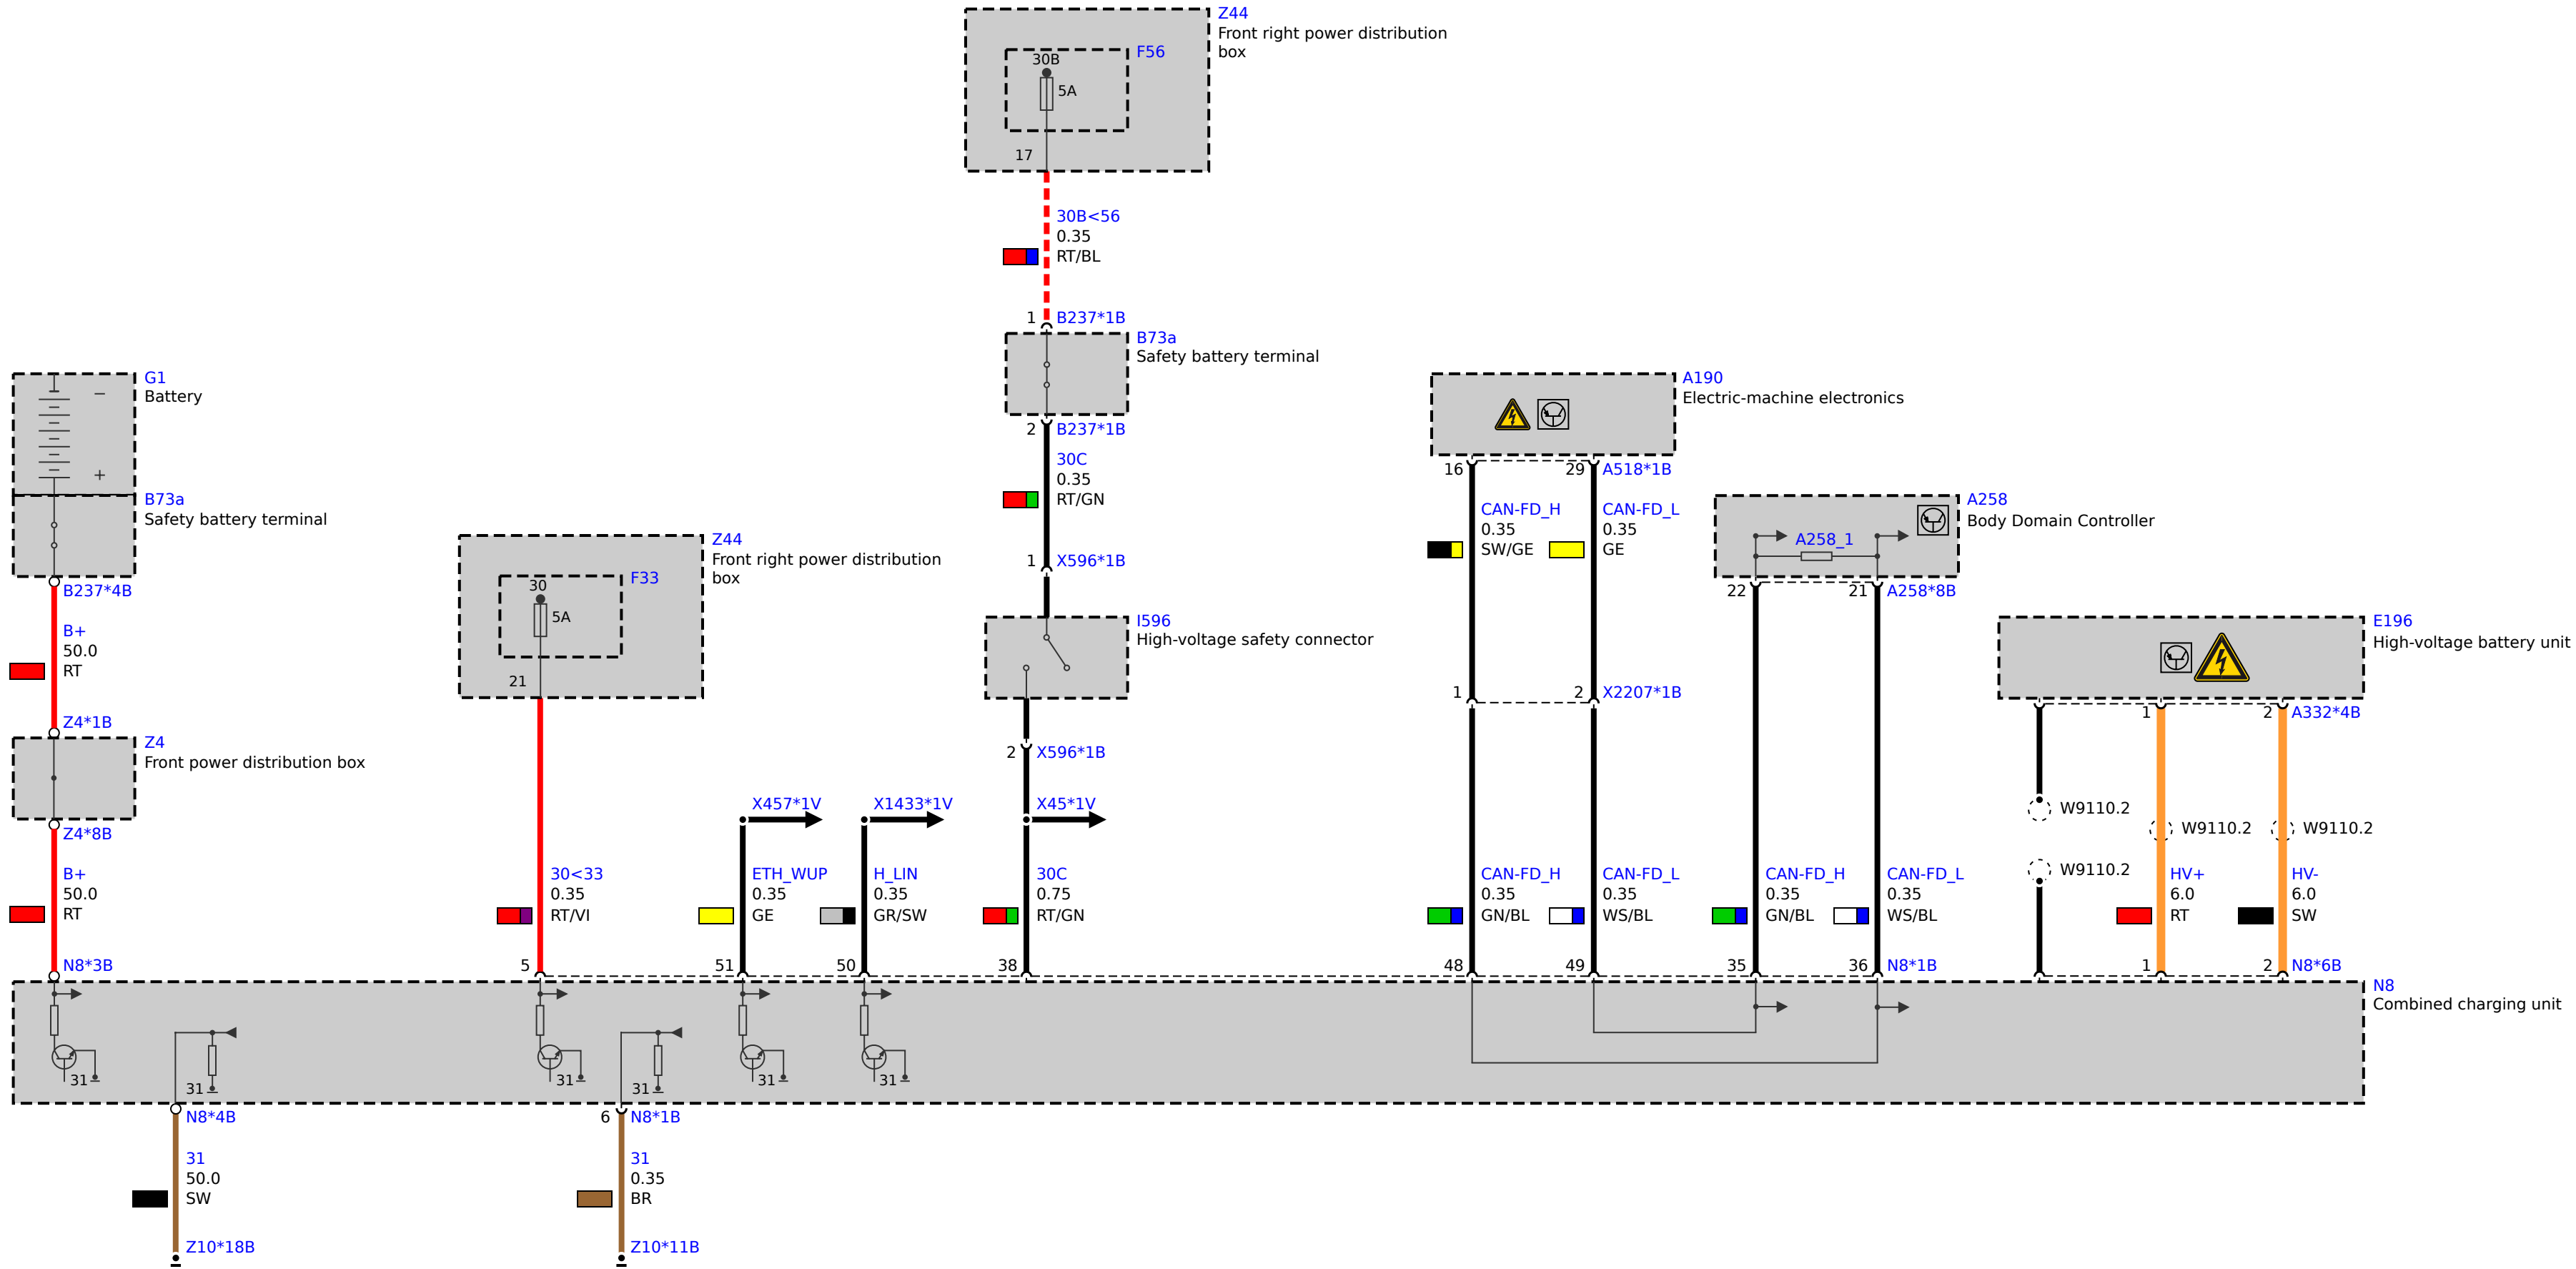 Z44
Front right power distribution
box
F56
30B
5A
17
30B<56
0.35
RT/BL
1 B237*1B
B73a
Safety battery terminal
2 B237*1B
30C
0.35
RT/GN
1 X596*1B
I596
High-voltage safety connector
2 X596*1B
X45*1V
30C
0.75
RT/GN
38
G1
Battery
−
+
B73a
Safety battery terminal
B237*4B
B+
50.0
RT
Z4*1B
Z4
Front power distribution box
Z4*8B
B+
50.0
RT
N8*3B
Z44
Front right power distribution
box
F33
30
5A
21
30<33
0.35
RT/VI
5
X457*1V
ETH_WUP
0.35
GE
51
X1433*1V
H_LIN
0.35
GR/SW
50
A190
Electric-machine electronics
16 29 A518*1B
CAN-FD_H
0.35
SW/GE
CAN-FD_L
0.35
GE
1 2 X2207*1B
CAN-FD_H
0.35
GN/BL
48
CAN-FD_L
0.35
WS/BL
49
A258
Body Domain Controller
A258_1
22 21 A258*8B
CAN-FD_H
0.35
GN/BL
35
CAN-FD_L
0.35
WS/BL
36 N8*1B
E196
High-voltage battery unit
1 2 A332*4B
W9110.2
W9110.2 W9110.2
W9110.2
HV+
6.0
RT
HV-
6.0
SW
1 2 N8*6B
N8
Combined charging unit
31 31 31 31
31 31
N8*4B
31
50.0
SW
Z10*18B
6 N8*1B
31
0.35
BR
Z10*11B